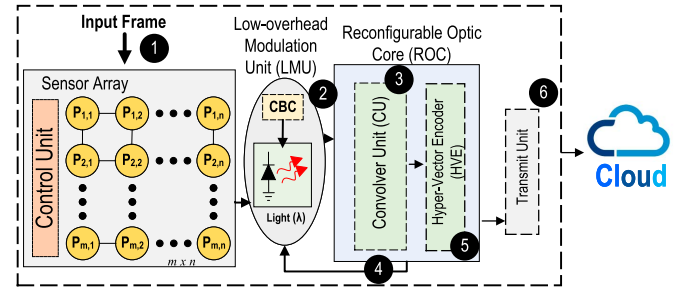 Input Frame
1
Sensor Array
Control Unit
P1,1 P1,2 P1,n
P2,1 P2,2 P2,n
Pm,1 Pm,2 Pm,n
m x n
Low-overhead
Modulation
Unit (LMU)
2
CBC
Light (λ)
Reconfigurable Optic
Core (ROC)
3
Convolver Unit (CU)
Hyper-Vector Encoder
(HVE)
4
5
6
Transmit Unit
Cloud